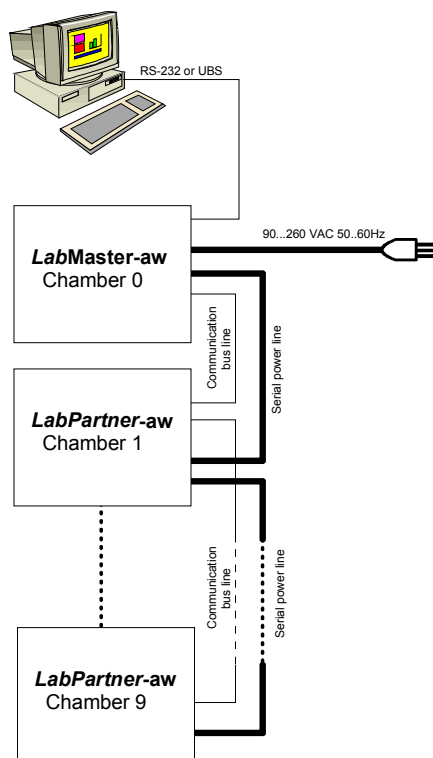 RS-232 or UBS
90...260 VAC 50..60Hz
LabMaster-aw
Chamber 0
Communication
bus line
Serial power line
LabPartner-aw
Chamber 1
Communication
bus line
Serial power line
LabPartner-aw
Chamber 9